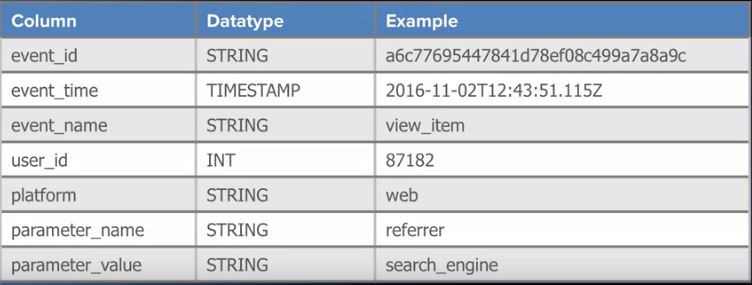 Column Datatype Example
event_id STRING a6c77695447841d78ef08c499a7a8a9c
event_time TIMESTAMP 2016-11-02T12:43:51.115Z
event_name STRING view_item
user_id INT 87182
platform STRING web
parameter_name STRING referrer
parameter_value STRING search_engine